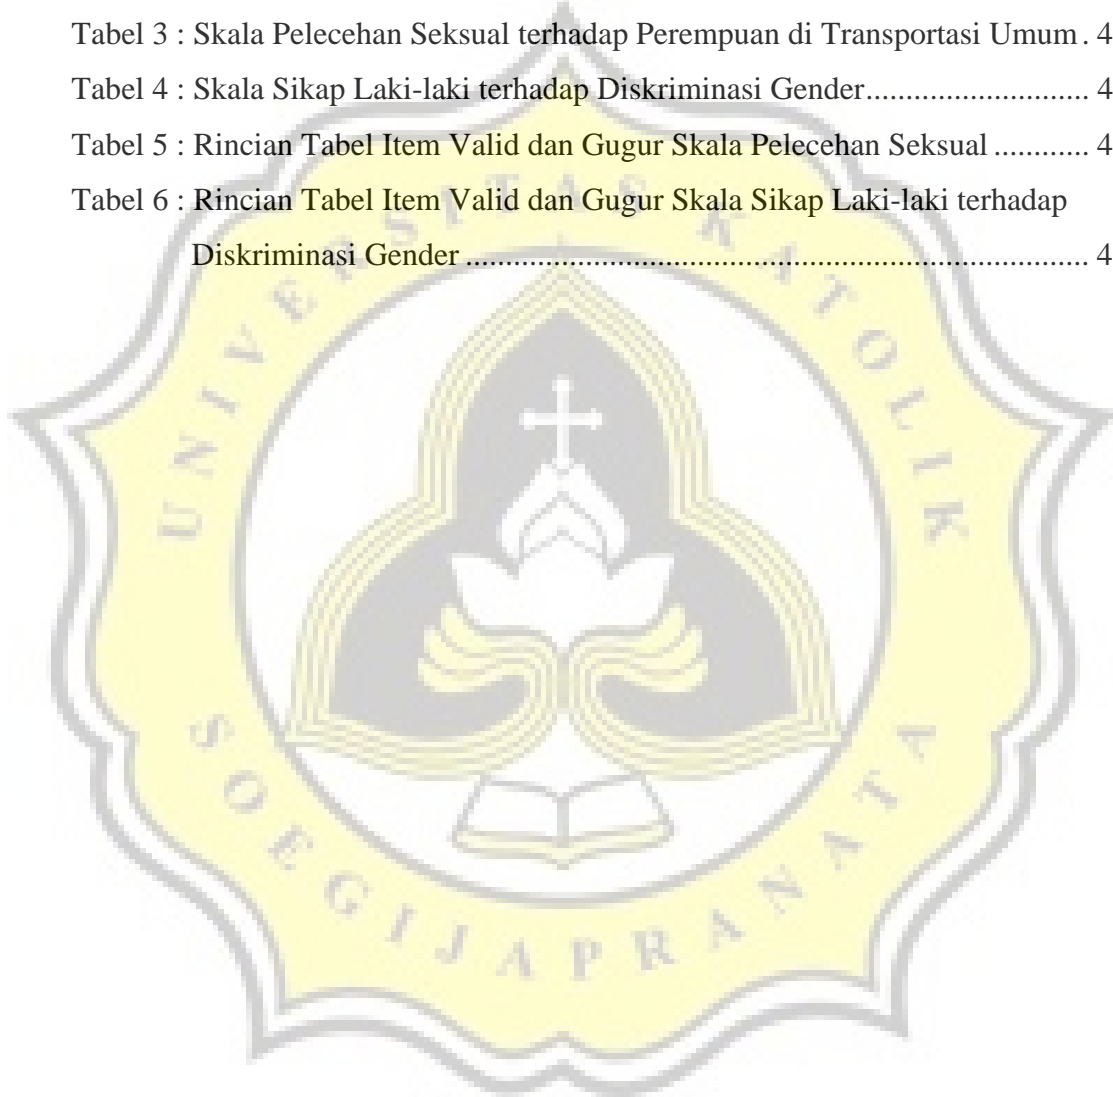 Tabel 3 : Skala Pelecehan Seksual terhadap Perempuan di Transportasi Umum . 4
Tabel 4 : Skala Sikap Laki-laki terhadap Diskriminasi Gender............................ 4
Tabel 5 : Rincian Tabel Item Valid dan Gugur Skala Pelecehan Seksual ............ 4
Tabel 6 : Rincian Tabel Item Valid dan Gugur Skala Sikap Laki-laki terhadap
Diskriminasi Gender .............................................................................. 4
UNIVERSITAS KATOLIK
SOEGIJAPRANATA